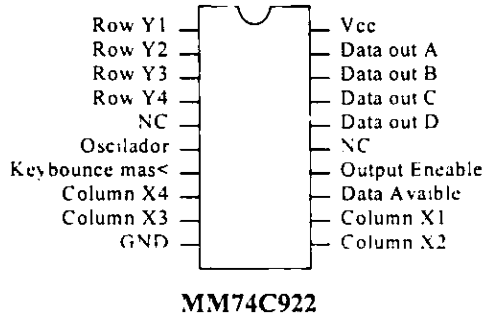 Row Y1 Vcc
Row Y2 Data out A
Row Y3 Data out B
Row Y4 Data out C
NC Data out D
Oscilador NC
Keybounce mas< Output Eneable
Column X4 Data Avaible
Column X3 Column X1
GND Column X2
MM74C922